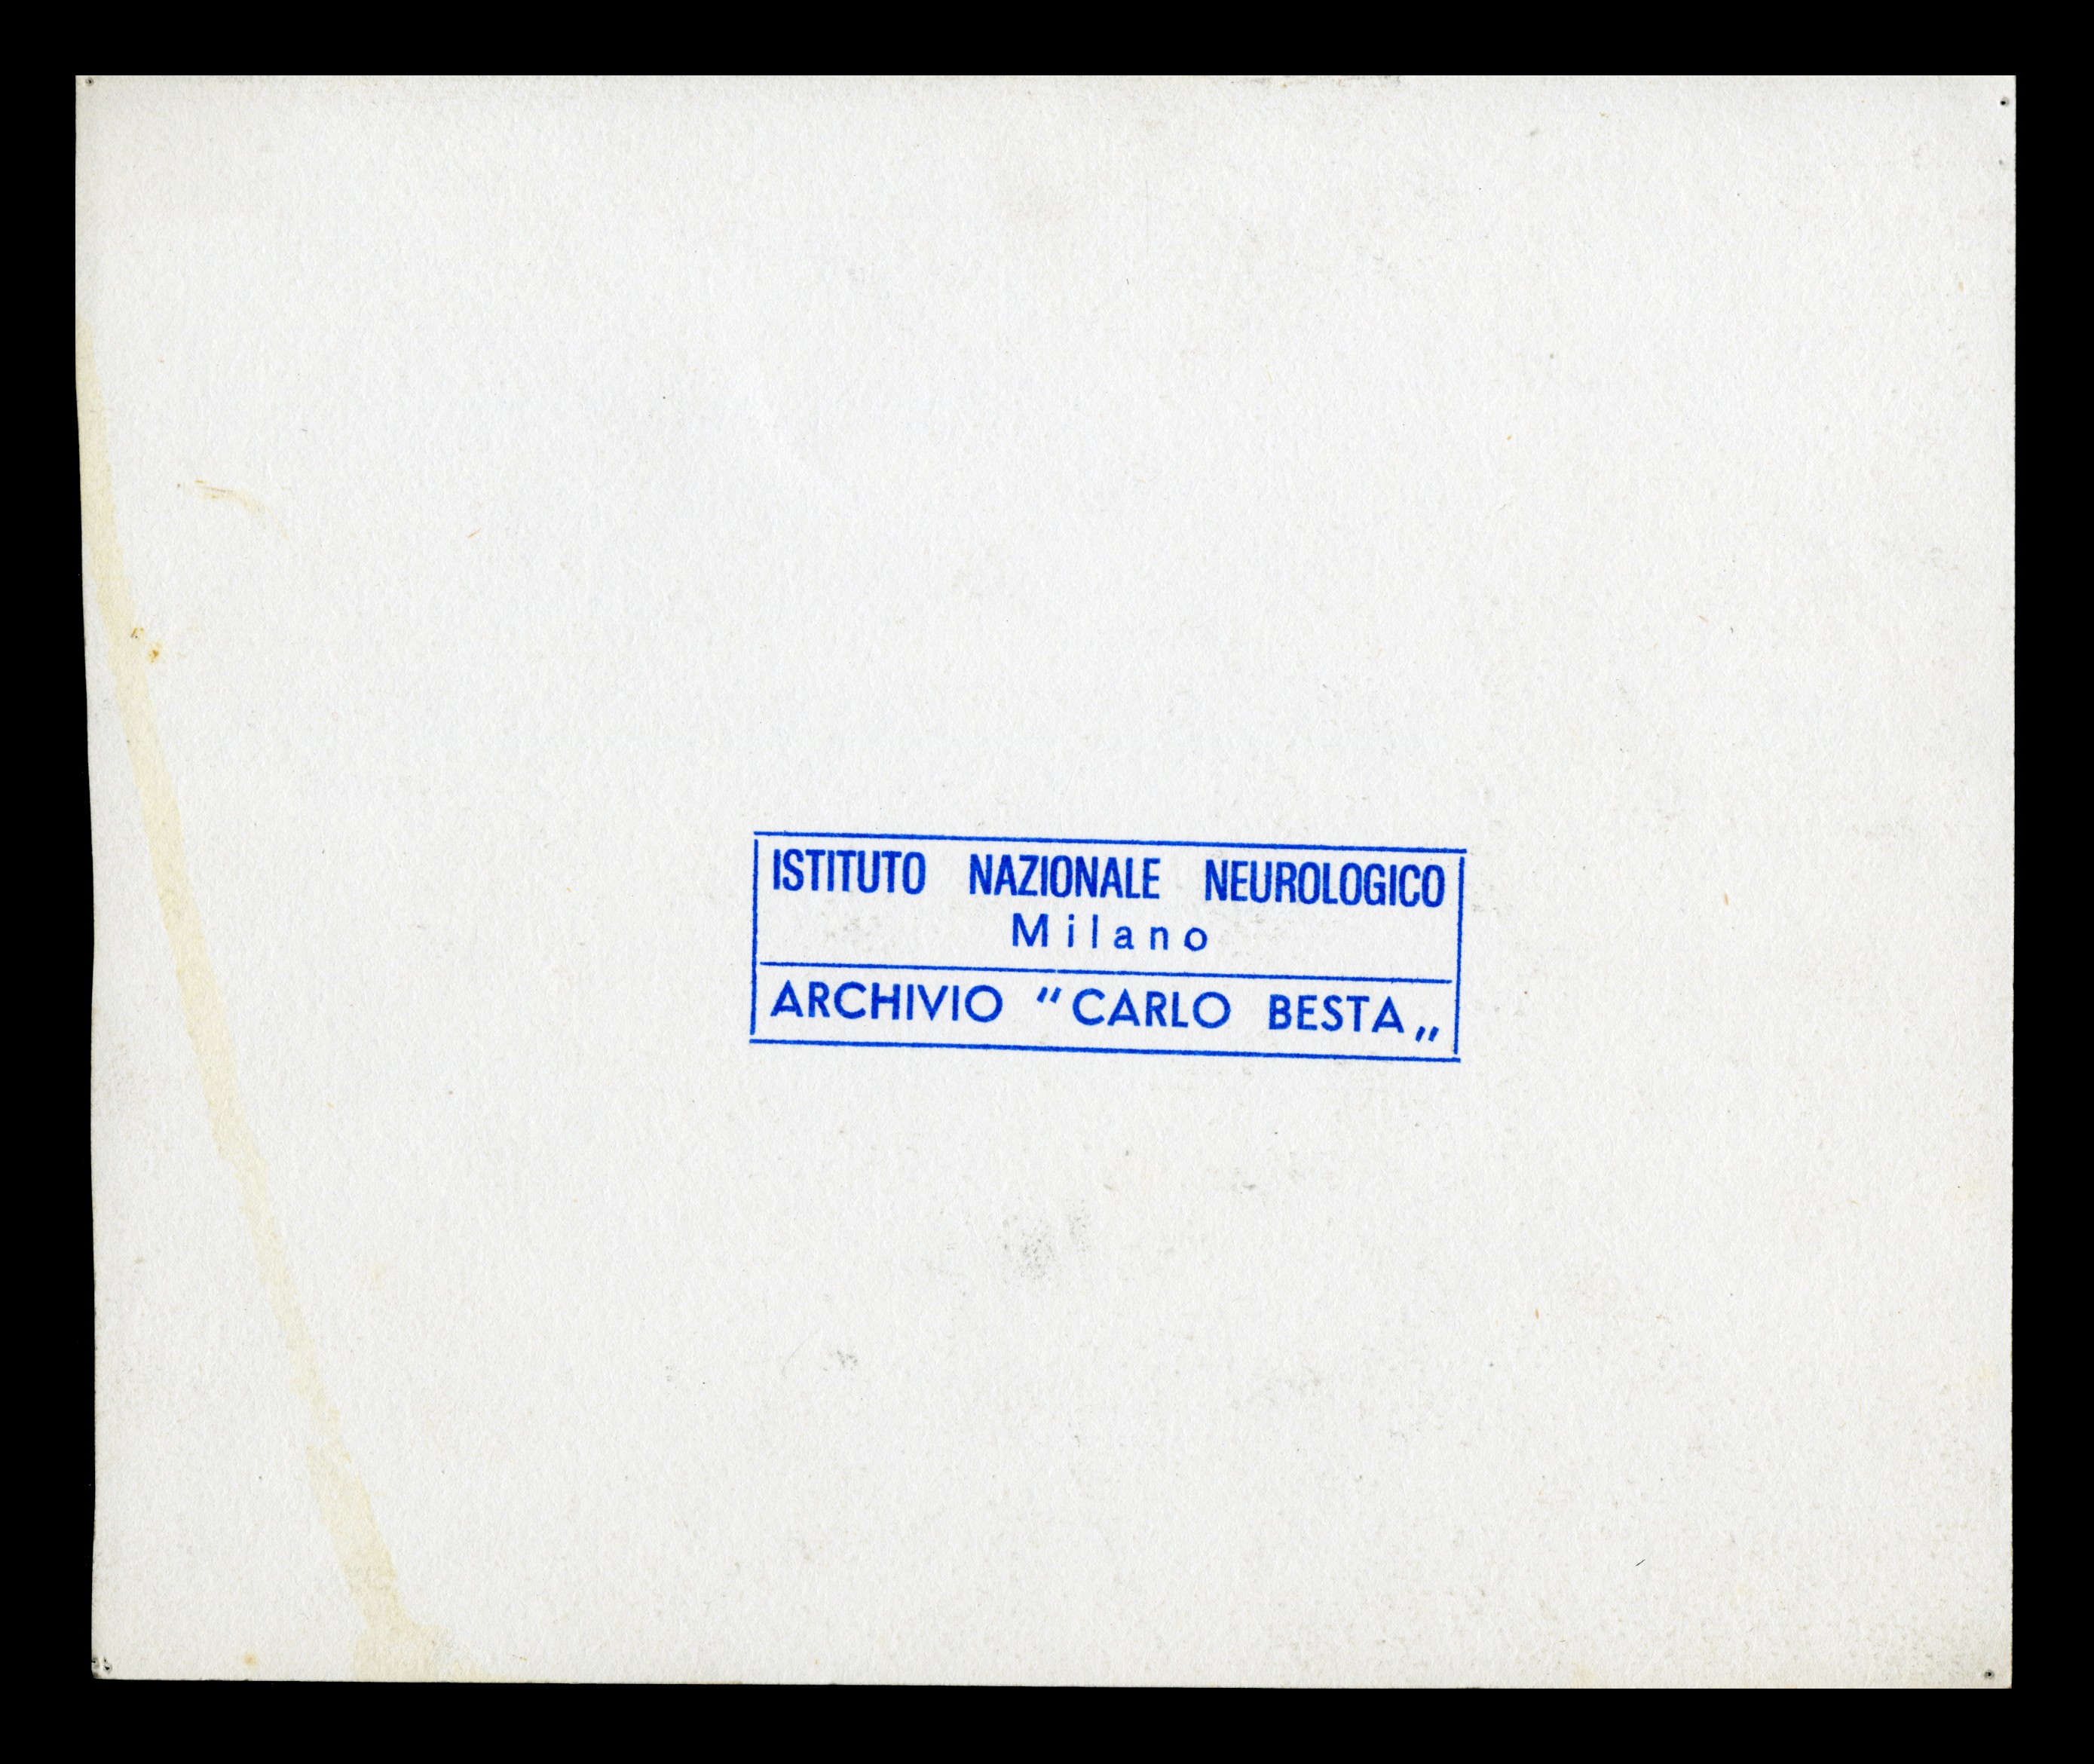 ISTITUTO NAZIONALE NEUROLOGICO
Milano
ARCHIVIO “CARLO BESTA„